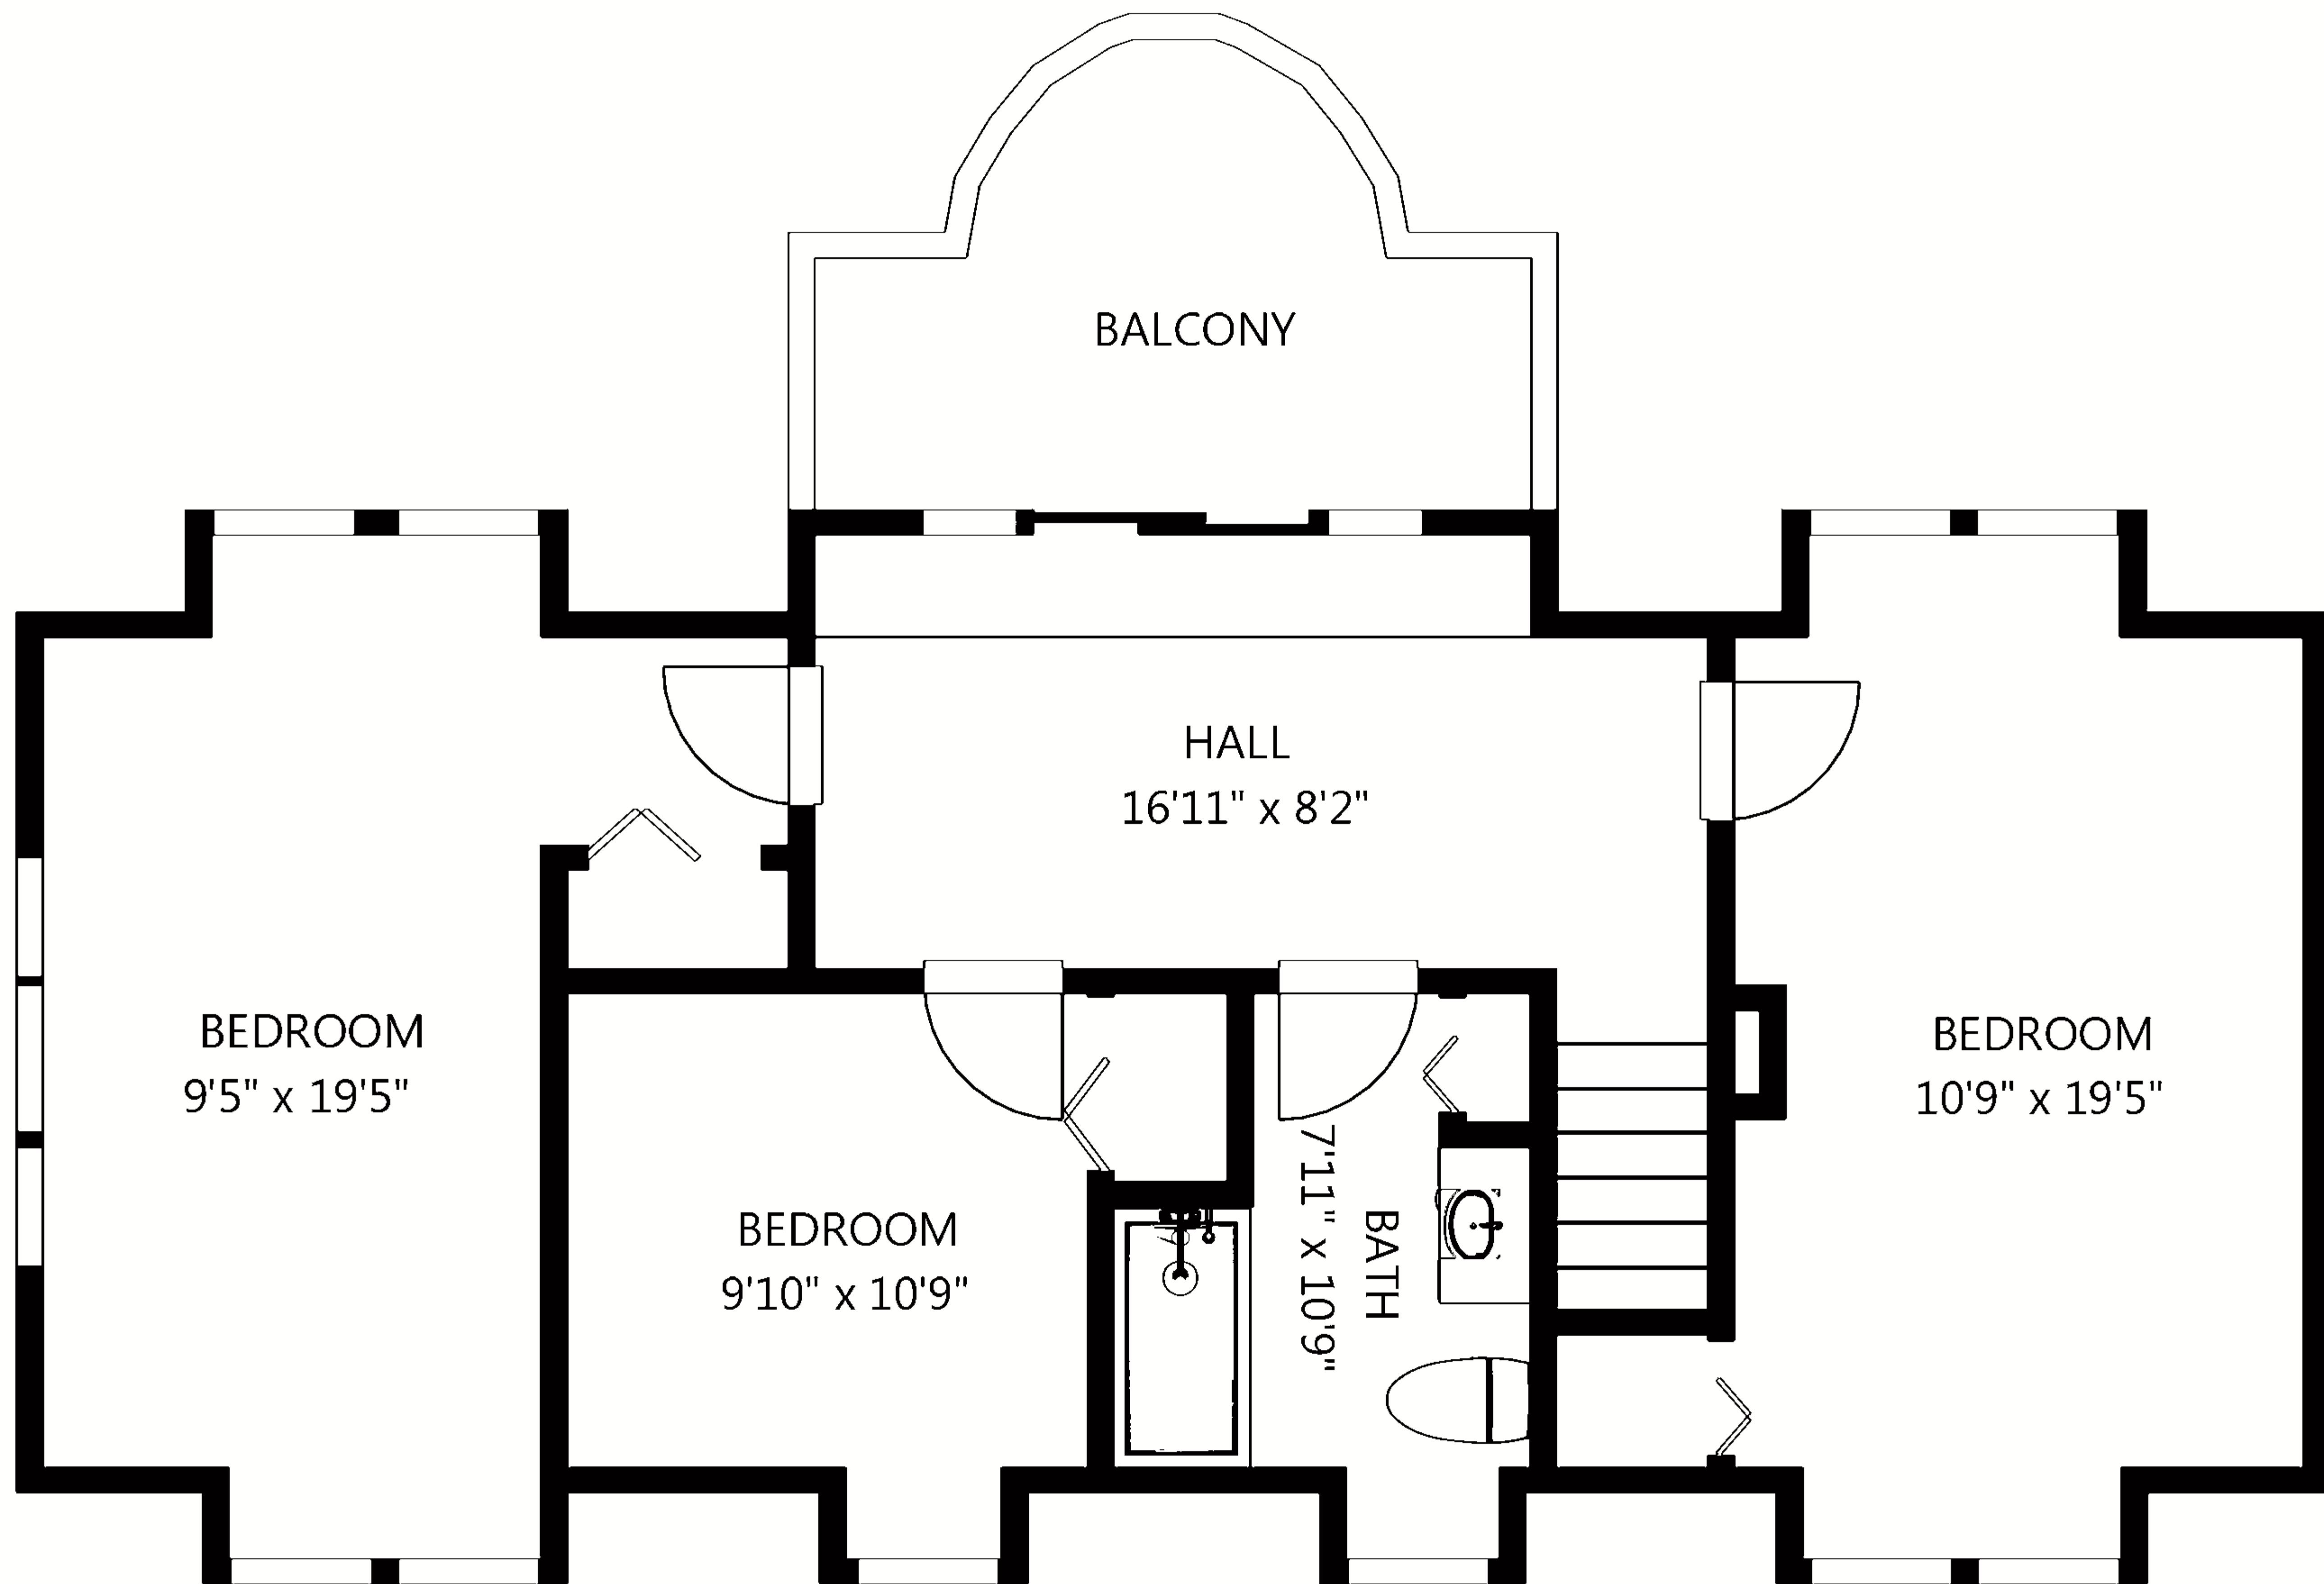 BALCONY
HALL
16'11" x 8'2"
BEDROOM
9'5" x 19'5"
BEDROOM
10'9" x 19'5"
BEDROOM
9'10" x 10'9"
BATH
7'11" x 10'9"